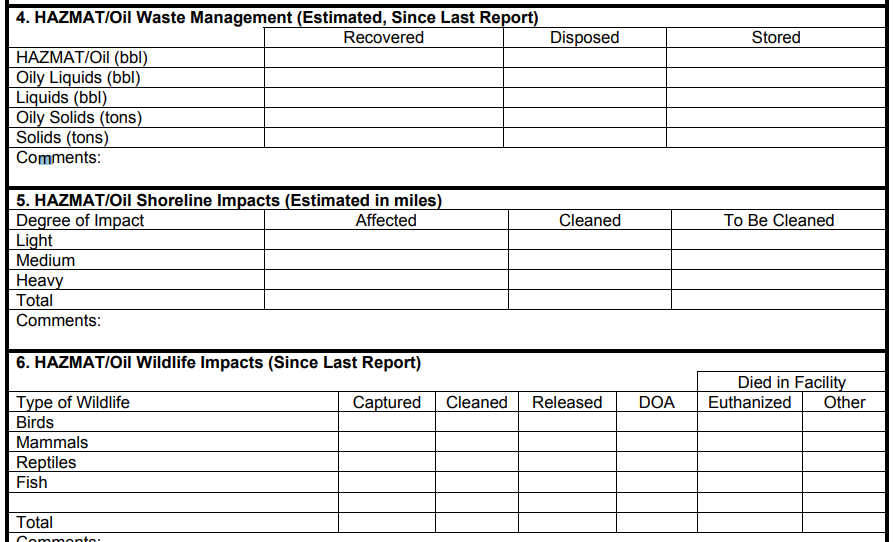 4. HAZMAT/Oil Waste Management (Estimated, Since Last Report)
Recovered Disposed Stored
HAZMAT/Oil (bbl)
Oily Liquids (bbl)
Liquids (bbl)
Oily Solids (tons)
Solids (tons)
Comments:
5. HAZMAT/Oil Shoreline Impacts (Estimated in miles)
Degree of Impact Affected Cleaned To Be Cleaned
Light
Medium
Heavy
Total
Comments:
6. HAZMAT/Oil Wildlife Impacts (Since Last Report)
Died in Facility
Type of Wildlife Captured Cleaned Released DOA Euthanized Other
Birds
Mammals
Reptiles
Fish
Total
Comments: